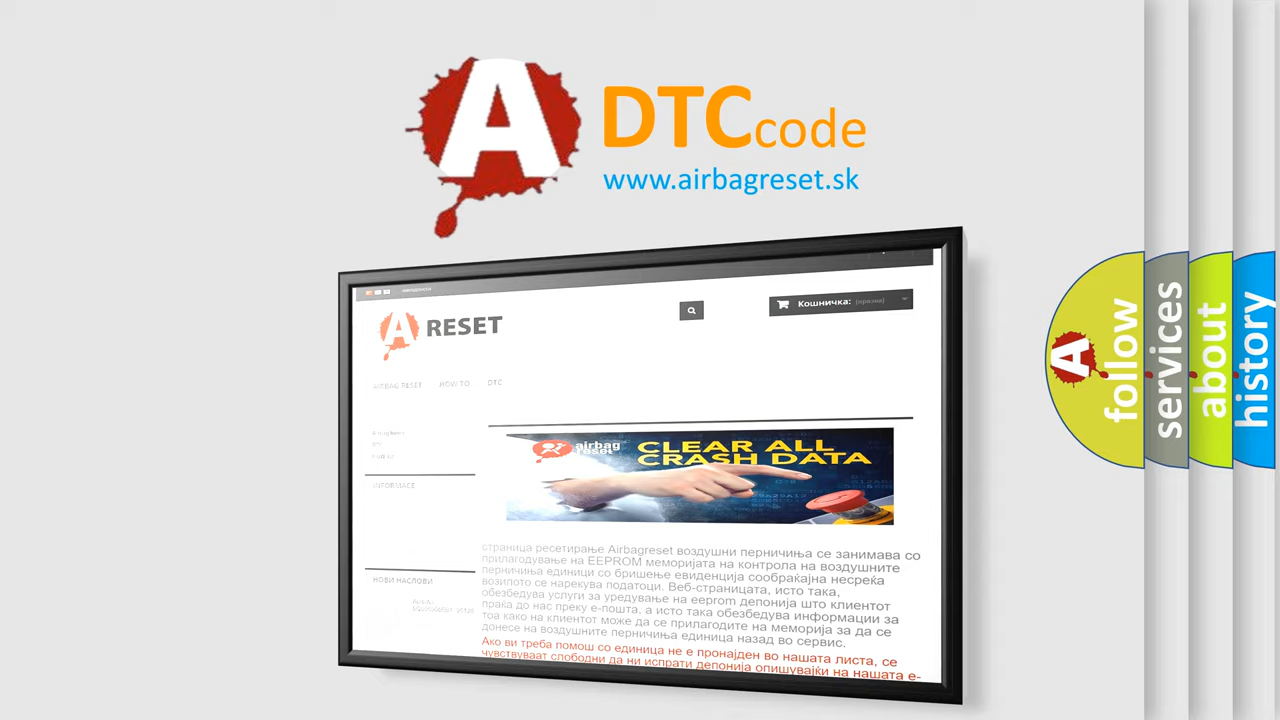 A
DTC code
www.airbagreset.sk
A RESET
Кошничка: (празни)
AIRBAG RESET HOW TO DTC
INFORMACE
НОВИ НАСЛОВИ
airbag
reset
CLEAR ALL
CRASH DATA
страница ресетирање Airbagreset воздушни перничиња се занимава со
прилагодување на EEPROM меморијата на контрола на воздушните
перничиња единици со бришење евиденција сообраќајна несреќа
возилото се нарекува податоци. Веб-страницата, исто така,
обезбедува услуги за уредување на eeprom депонија што клиентот
праќа до нас преку е-пошта, а исто така обезбедува информации за
тоа како на клиентот може да се прилагодите на меморија за да се
донесе на воздушните перничиња единица назад во сервис.
Ако ви треба помош со единица не е пронајден во нашата листа, се
чувствуваат слободни да ни испрати депонија опишувајќи на нашата е-
follow
services
about
history